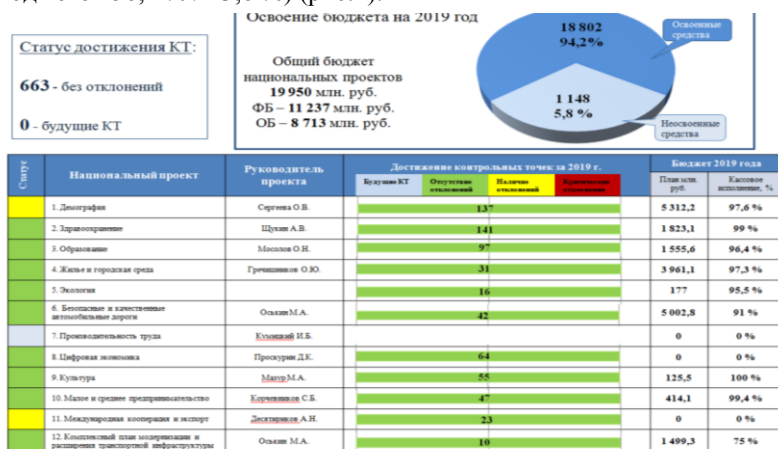 Статус достижения КТ:
663 - без отклонений
0 - будущие КТ
Освоение бюджета на 2019 год
Общий бюджет
национальных проектов
19 950 млн. руб.
ФБ – 11 237 млн. руб.
ОБ – 8 713 млн. руб.
18 802
94,2%
1 148
5,8 %
Освоенные
средства
Неосвоенные
средства
Статус
Национальный проект
Руководитель
проекта
Достижение контрольных точек за 2019 г.
Будущие КТ
Отсутствие
отклонений
Наличие
отклонений
Критические
отклонения
Бюджет 2019 года
План млн.
руб.
Кассовое
исполнение, %
1. Демография Сергеева О.В. 137 5 312,2 97,6 %
2. Здравоохранение Щукин А.В. 141 1 823,1 99 %
3. Образование Мосолов О.Н. 97 1 555,6 96,4 %
4. Жилье и городская среда Гречишников О.Ю. 31 3 961,1 97,3 %
5. Экология 16 177 95,5 %
6. Безопасные и качественные
автомобильные дороги Оськин М.А. 42 5 002,8 91 %
7. Производительность труда Кумицкий И.Б. 0 0 %
8. Цифровая экономика Проскурин Д.К. 64 0 0 %
9. Культура Мазур М.А. 55 125,5 100 %
10. Малое и среднее предпринимательство Корчевников С.Б. 47 414,1 99,4 %
11. Международная кооперация и экспорт Десятириков А.Н. 23 0 0 %
12. Комплексный план модернизации и
расширения транспортной инфраструктуры Оськин М.А. 10 1 499,3 75 %